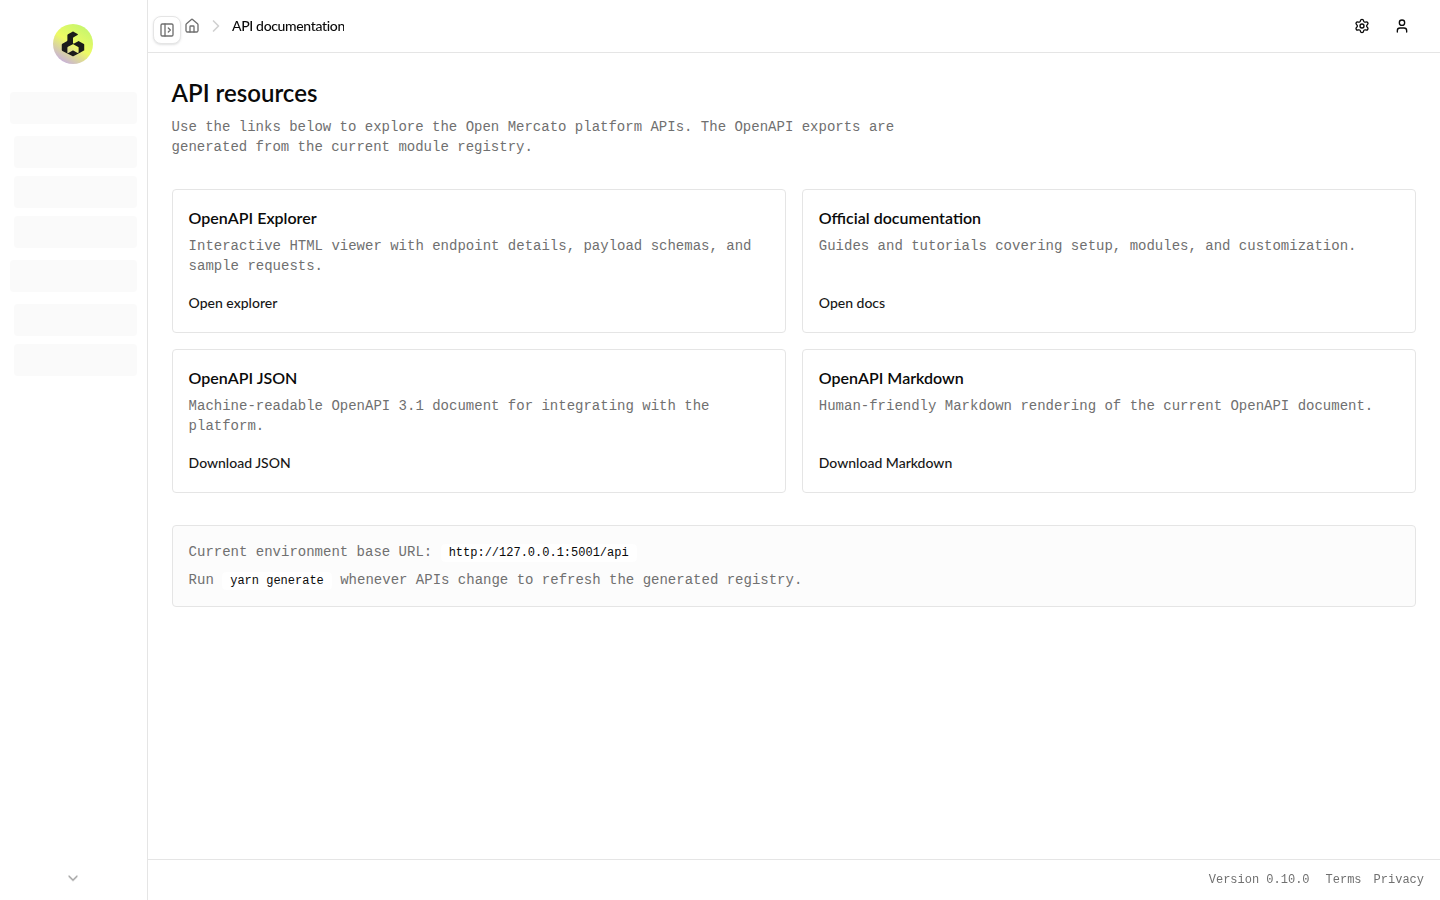 API documentation
API resources
Use the links below to explore the Open Mercato platform APIs. The OpenAPI exports are
generated from the current module registry.
OpenAPI Explorer
Interactive HTML viewer with endpoint details, payload schemas, and
sample requests.
Open explorer
Official documentation
Guides and tutorials covering setup, modules, and customization.
Open docs
OpenAPI JSON
Machine-readable OpenAPI 3.1 document for integrating with the
platform.
Download JSON
OpenAPI Markdown
Human-friendly Markdown rendering of the current OpenAPI document.
Download Markdown
Current environment base URL: http://127.0.0.1:5001/api
Run yarn generate whenever APIs change to refresh the generated registry.
Version 0.10.0 Terms Privacy